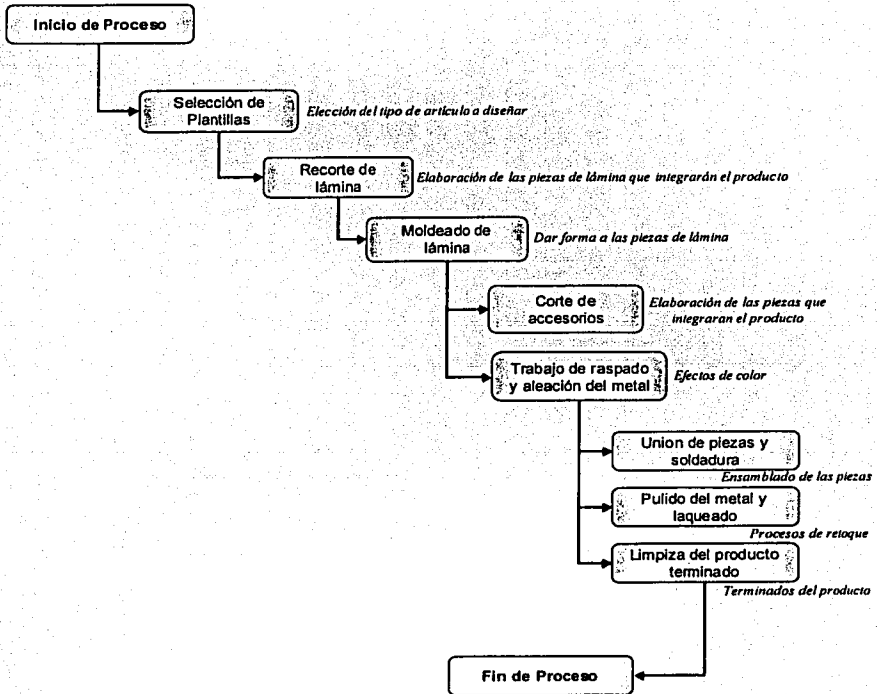 Inicio de Proceso
Selección de
Plantillas
Elección del tipo de artículo a diseñar
Recorte de
lámina
Elaboración de las piezas de lámina que integrarán el producto
Moldeado de
lámina
Dar forma a las piezas de lámina
Corte de
accesorios
Elaboración de las piezas que
integraran el producto
Trabajo de raspado
y aleación del metal
Efectos de color
Union de piezas y
soldadura
Ensamblado de las piezas
Pulido del metal y
laqueado
Procesos de retoque
Limpiza del producto
terminado
Terminados del producto
Fin de Proceso